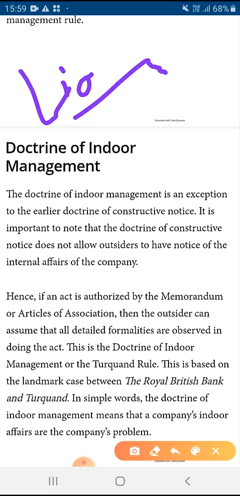 15:59
68%
management rule.
Doctrine of Indoor
Management
The doctrine of indoor management is an exception
to the earlier doctrine of constructive notice. It is
important to note that the doctrine of constructive
notice does not allow outsiders to have notice of the
internal affairs of the company.
Hence, if an act is authorized by the Memorandum
or Articles of Association, then the outsider can
assume that all detailed formalities are observed in
doing the act. This is the Doctrine of Indoor
Management or the Turquand Rule. This is based on
the landmark case between The Royal British Bank
and Turquand. In simple words, the doctrine of
indoor management means that a company's indoor
affairs are the company's problem.